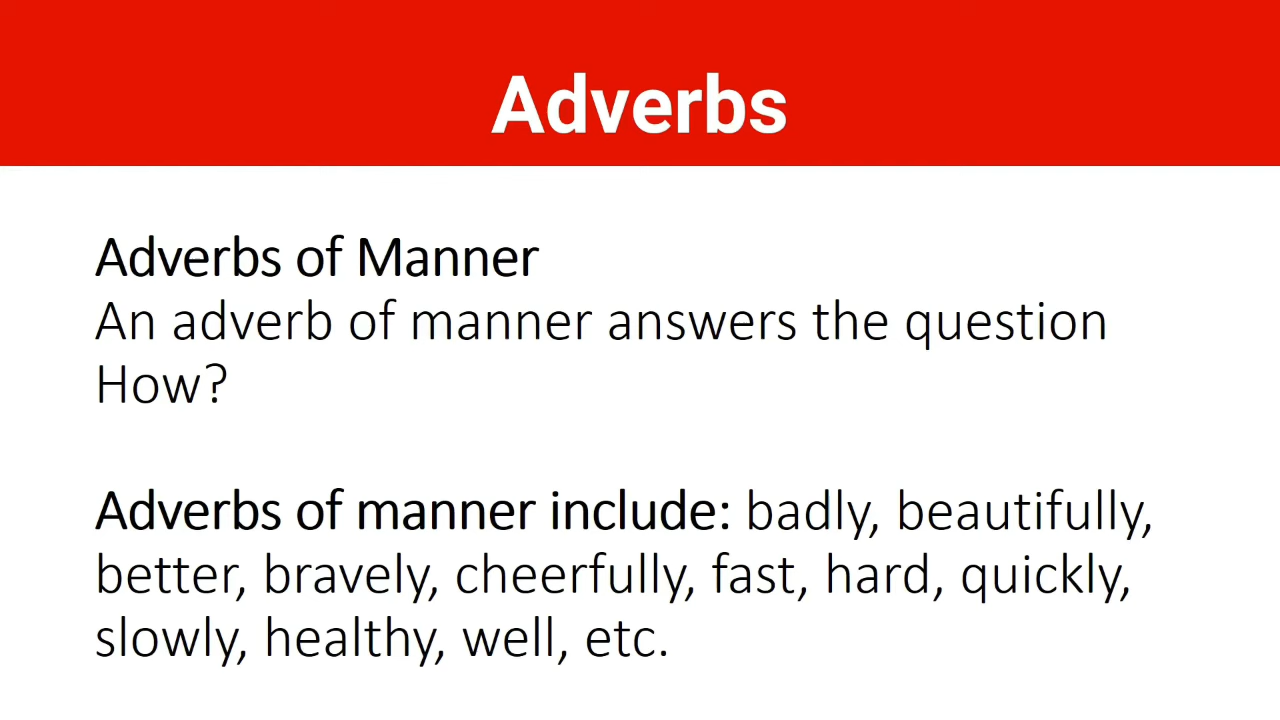 Adverbs
Adverbs of Manner
An adverb of manner answers the question
How?
Adverbs of manner include: badly, beautifully,
better, bravely, cheerfully, fast, hard, quickly,
slowly, healthy, well, etc.